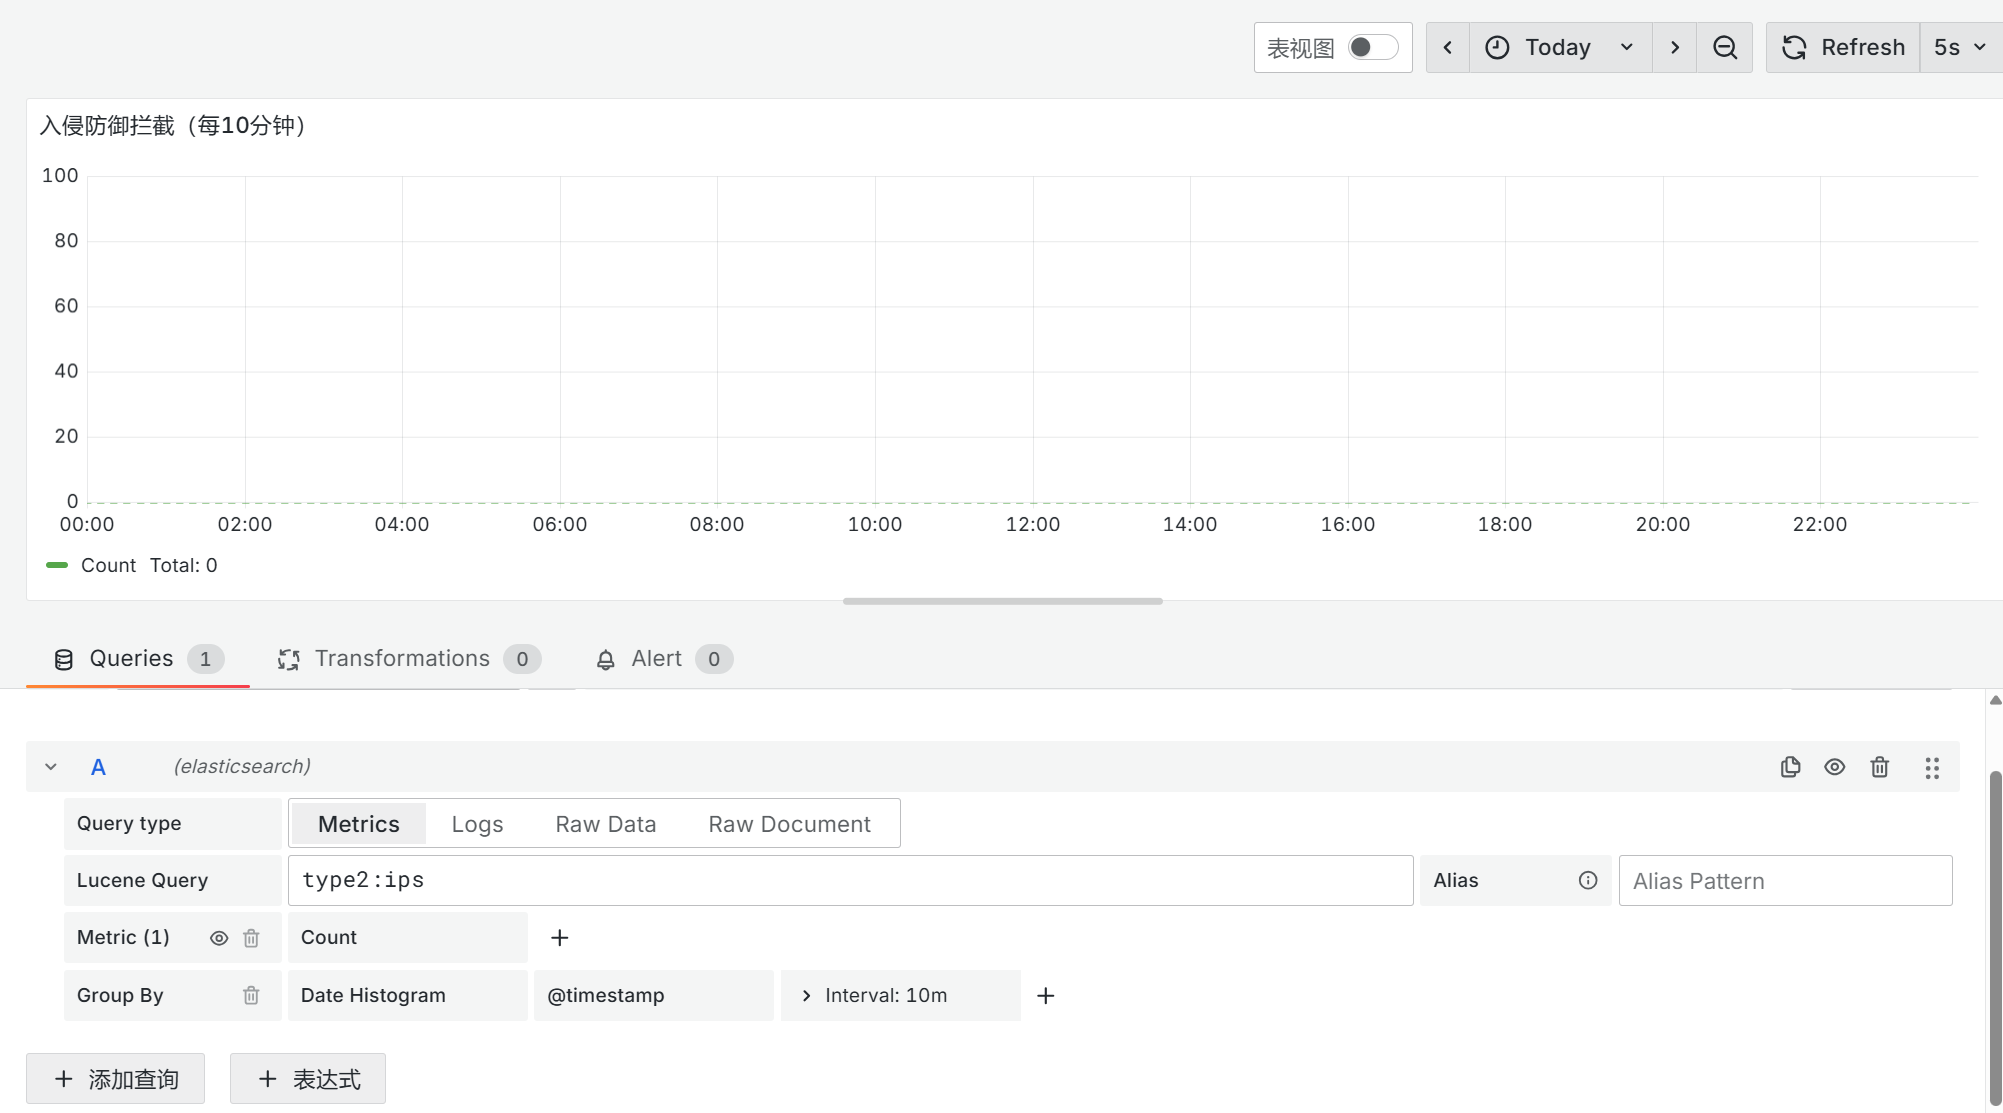 表视图 Today Refresh 5s
入侵防御拦截（每10分钟）
100
80
60
40
20
0
00:00 02:00 04:00 06:00 08:00 10:00 12:00 14:00 16:00 18:00 20:00 22:00
Count Total: 0
Queries 1 Transformations 0 Alert 0
A (elasticsearch)
Query type Metrics Logs Raw Data Raw Document
Lucene Query type2:ips Alias Alias Pattern
Metric (1) Count +
Group By Date Histogram @timestamp > Interval: 10m +
+ 添加查询 + 表达式